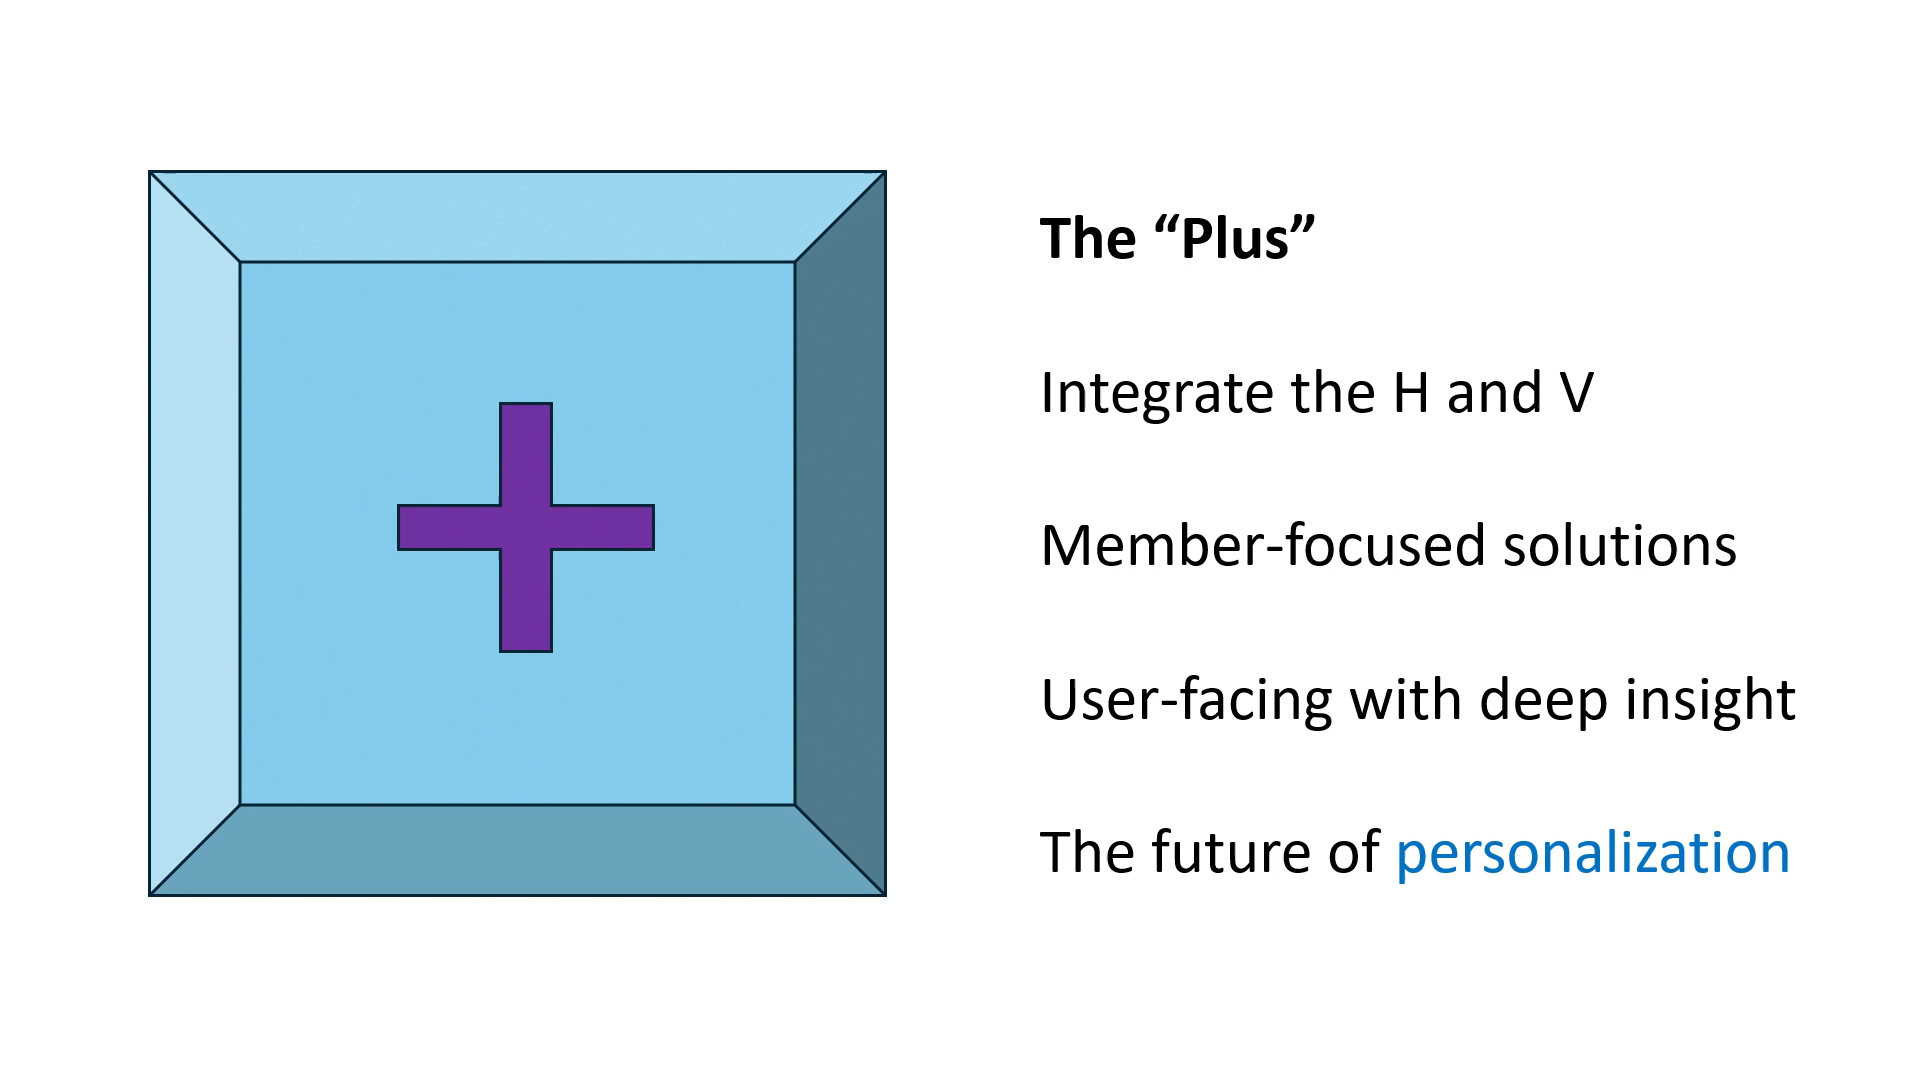 The “Plus”
Integrate the H and V
Member-focused solutions
User-facing with deep insight
The future of personalization